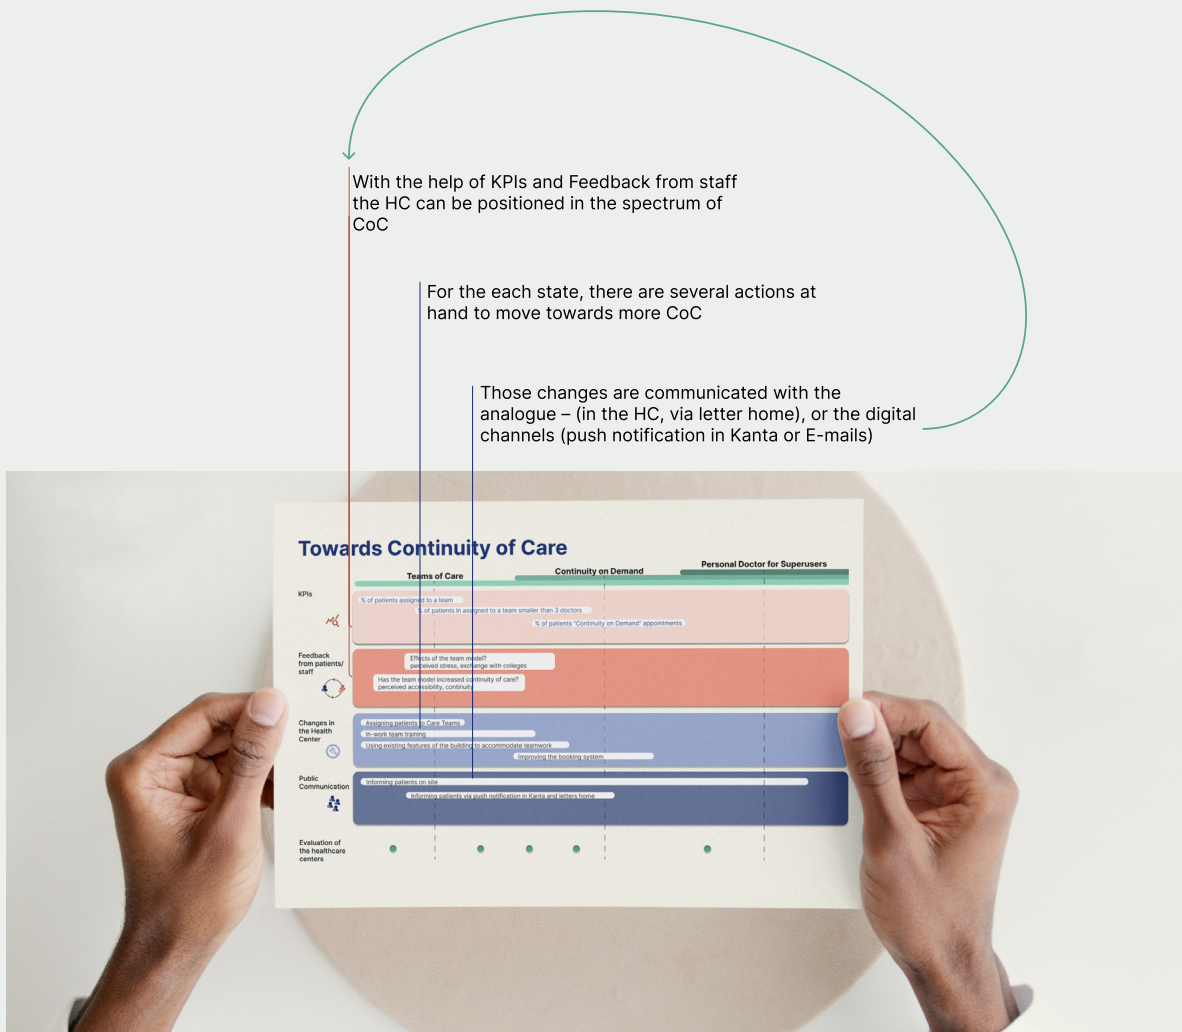 With the help of KPIs and Feedback from staff
the HC can be positioned in the spectrum of
CoC
For the each state, there are several actions at
hand to move towards more CoC
Those changes are communicated with the
analogue – (in the HC, via letter home), or the digital
channels (push notification in Kanta or E-mails)
Towards Continuity of Care
Teams of Care
Continuity on Demand
Personal Doctor for Superusers
KPIs
% of patients assigned to a team
% of patients in assigned to a team smaller than 3 doctors
% of patients "Continuity on Demand" appointments
Feedback
from patients/
staff
Effects of the team model?
perceived stress, exchange with colleges
Has the team model increased continuity of care?
perceived accessibility, continuity
Changes in
the Health
Center
Assigning patients to Care Teams
In-work team training
Using existing features of the building to accommodate teamwork
Improving the booking system
Public
Communication
Informing patients on site
Informing patients via push notification in Kanta and letters home
Evaluation of
the healthcare
centers